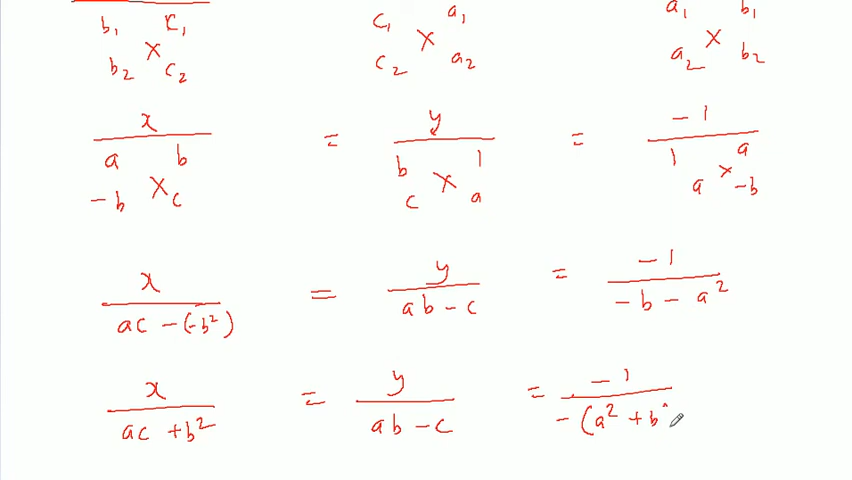 b₁ c₁ c₁ a₁ a₁ b₁
× × ×
b₂ c₂ c₂ a₂ a₂ b₂
x = y = -1
a b b 1 1 a
× × ×
-b c c a a -b
x = y = -1
ac - (-b²) ab - c -b - a²
x = y = -1
ac + b² ab - c -(a² + b